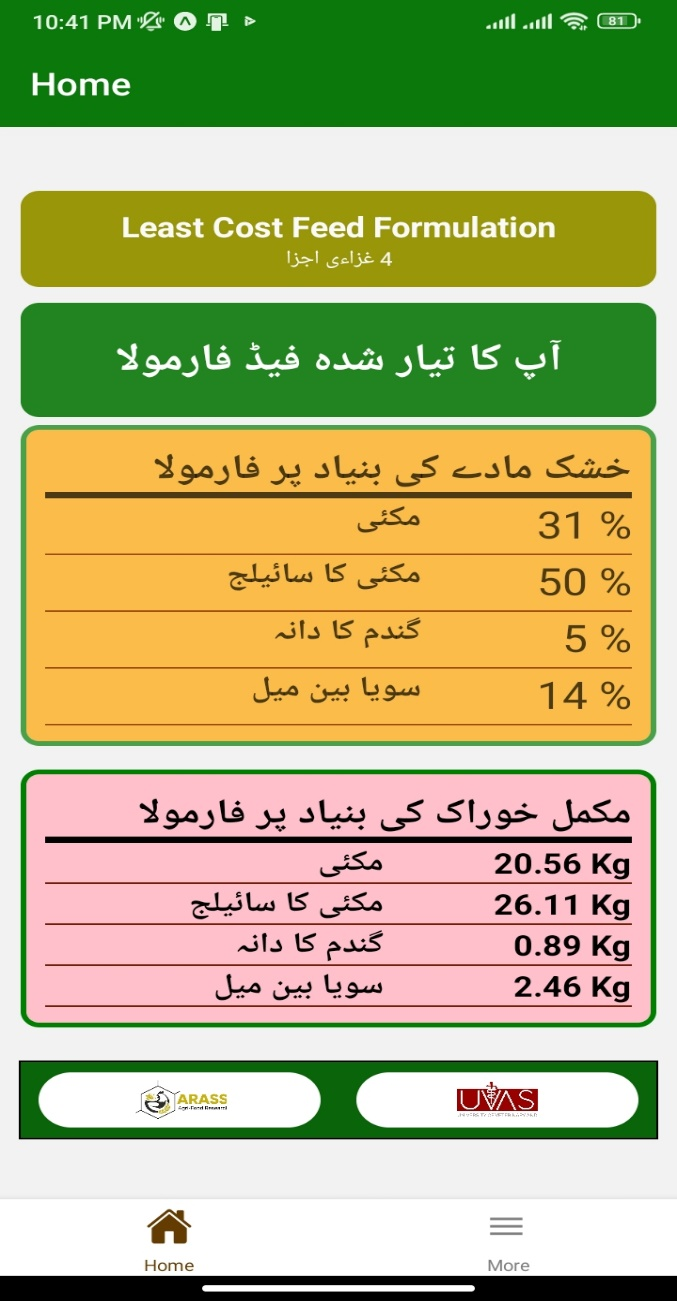 10:41 PM
81
Home
Least Cost Feed Formulation
4 غزاءی اجزا
آپ کا تیار شدہ فیڈ فارمولا
خشک مادے کی بنیاد پر فارمولا
مکئی 31 %
مکئی کا سائیلج 50 %
گندم کا دانہ 5 %
سویا بین میل 14 %
مکمل خوراک کی بنیاد پر فارمولا
مکئی 20.56 Kg
مکئی کا سائیلج 26.11 Kg
گندم کا دانہ 0.89 Kg
سویا بین میل 2.46 Kg
ARASS
Agri-Food Research
UVAS
Home
More